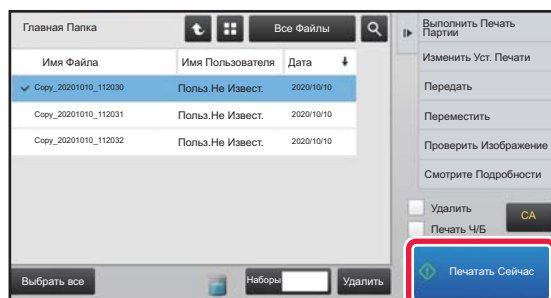 Главная Папка
Все Файлы
Имя Файла
Имя Пользователя
Дата
Copy_20201010_112030
Польз.Не Извест.
2020/10/10
Copy_20201010_112031
Польз.Не Извест.
2020/10/10
Copy_20201010_112032
Польз.Не Извест.
2020/10/10
Выбрать все
Наборы
Удалить
Выполнить Печать
Партии
Изменить Уст. Печати
Передать
Переместить
Проверить Изображение
Смотрите Подробности
Удалить
Печать Ч/Б
CA
Печатать Сейчас